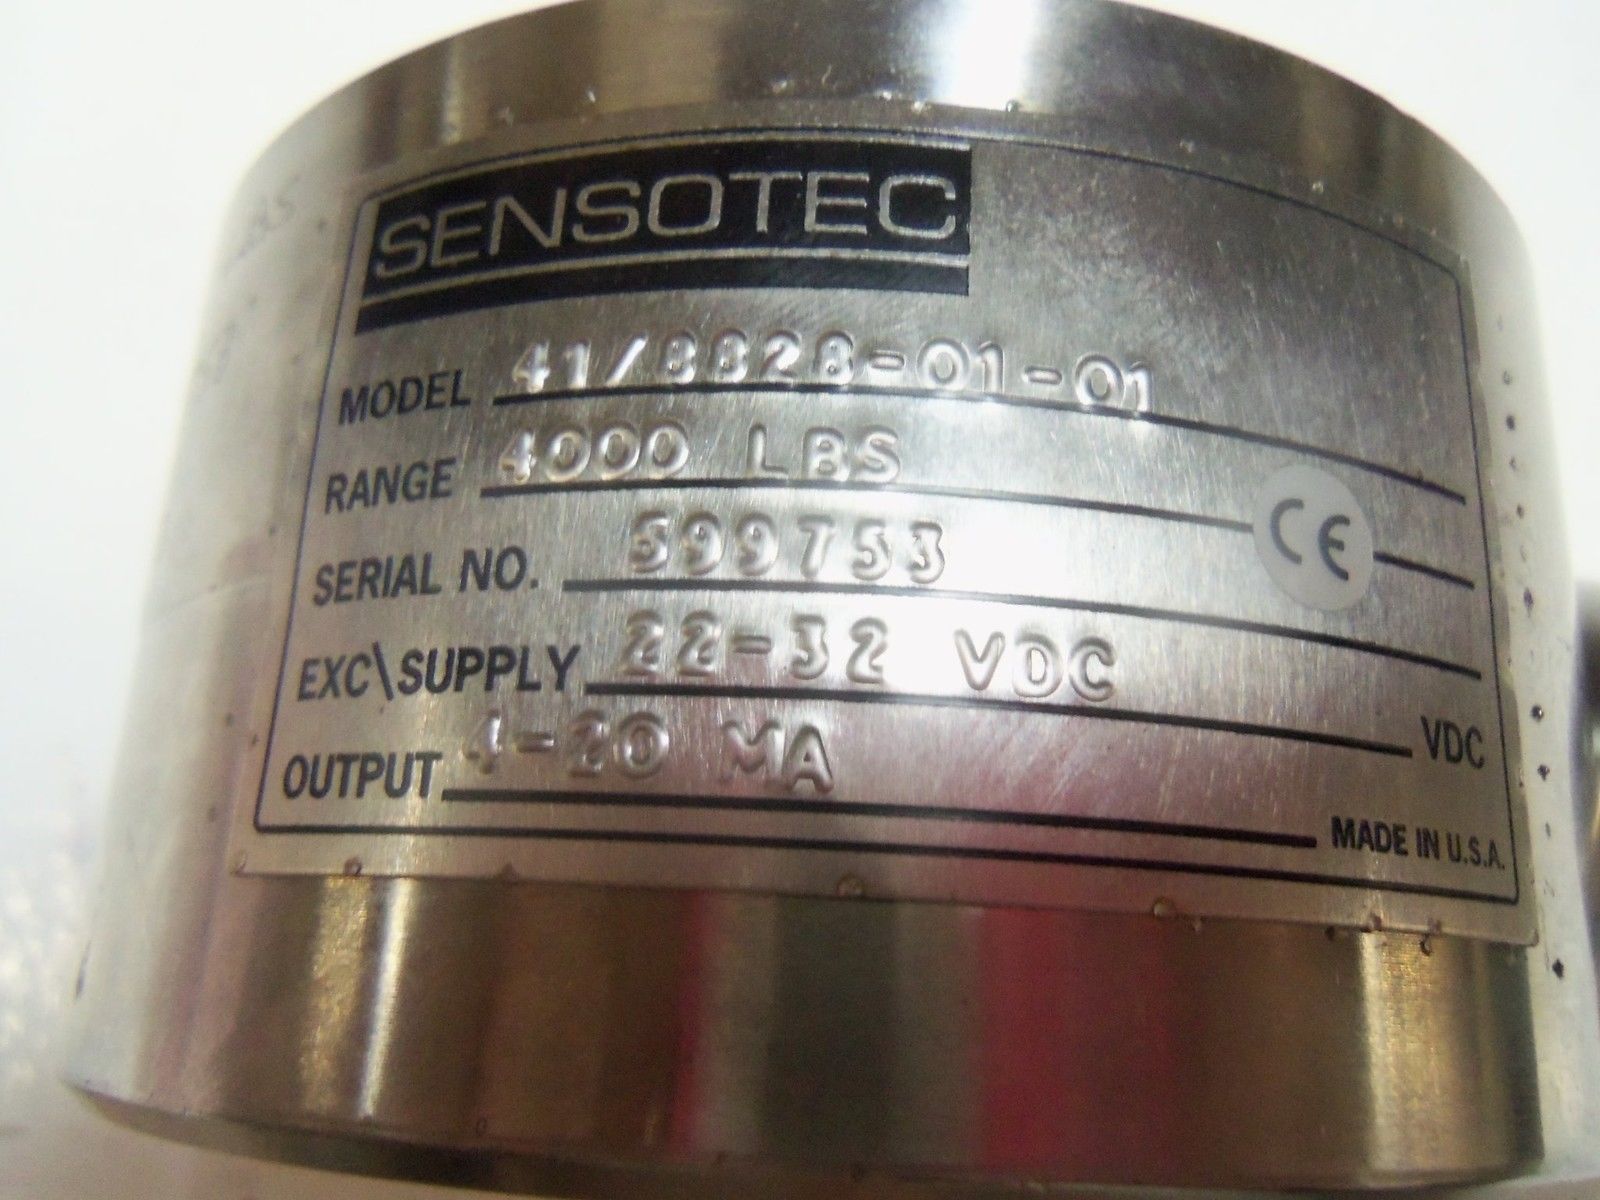 SENSOTEC
MODEL 41/8828-01-01
RANGE 4000 LBS
CE
SERIAL NO. 599753
EXC\SUPPLY 22-32 VDC VDC
OUTPUT 4-20 MA
MADE IN U.S.A.